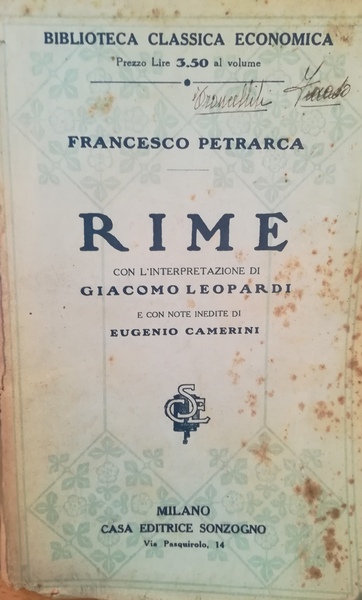 BIBLIOTECA CLASSICA ECONOMICA
Prezzo Lire 3.50 al volume
FRANCESCO PETRARCA
RIME
CON L'INTERPRETAZIONE DI
GIACOMO LEOPARDI
E CON NOTE INEDITE DI
EUGENIO CAMERINI
MILANO
CASA EDITRICE SONZOGNO
Via Pasquirolo, 14